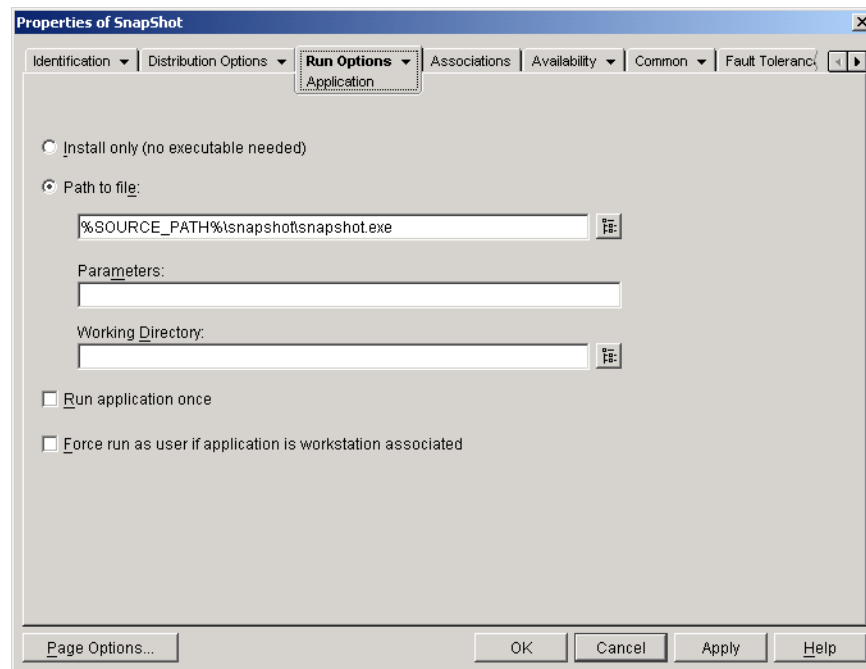 Properties of SnapShot
Identification Distribution Options Run Options Associations Availability Common Fault Toleranc
Application
Install only (no executable needed)
Path to file:
%SOURCE_PATH%\snapshot\snapshot.exe
Parameters:
Working Directory:
Run application once
Force run as user if application is workstation associated
Page Options... OK Cancel Apply Help